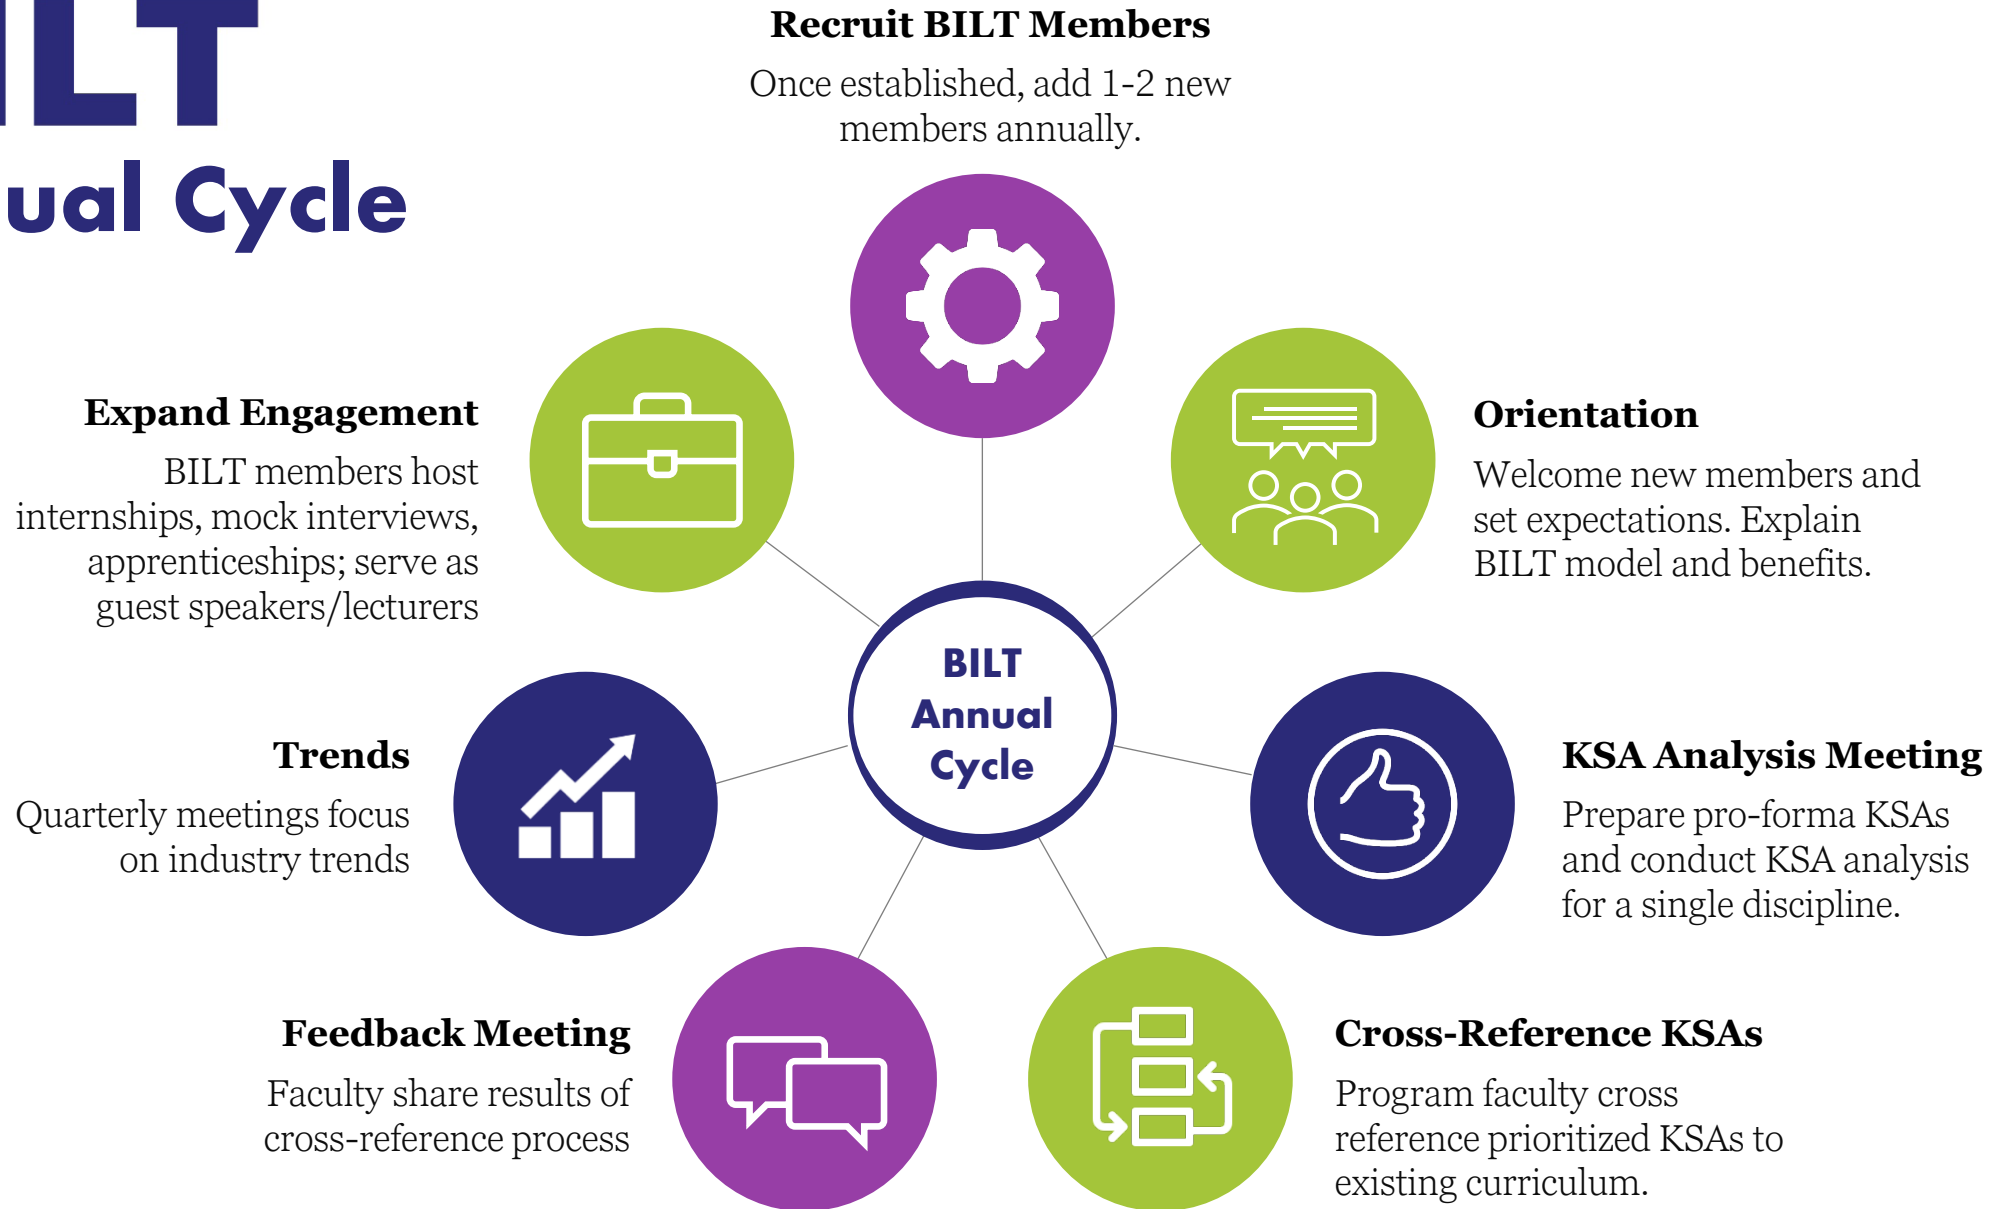 ILT
ual Cycle
Recruit BILT Members
Once established, add 1-2 new
members annually.
Expand Engagement
BILT members host
internships, mock interviews,
apprenticeships; serve as
guest speakers/lecturers
Orientation
Welcome new members and
set expectations. Explain
BILT model and benefits.
BILT
Annual
Cycle
Trends
Quarterly meetings focus
on industry trends
KSA Analysis Meeting
Prepare pro-forma KSAs
and conduct KSA analysis
for a single discipline.
Feedback Meeting
Faculty share results of
cross-reference process
Cross-Reference KSAs
Program faculty cross
reference prioritized KSAs to
existing curriculum.